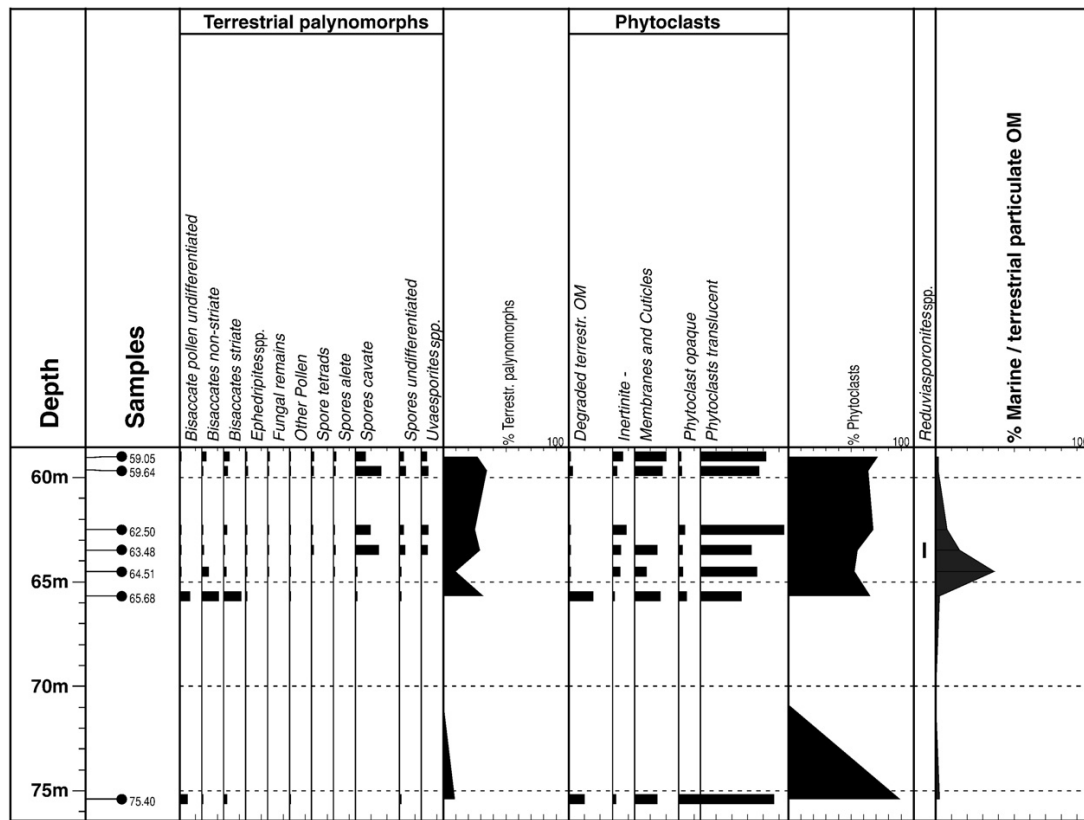 Terrestrial palynomorphs
Phytoclasts
Depth
Samples
Bisaccate pollen undifferentiated
Bisaccates non-striate
Bisaccates striate
Ephedripites spp.
Fungal remains
Other Pollen
Spore tetrads
Spores alete
Spores cavate
Spores undifferentiated
Uvaesporites spp.
% Terrestr. palynomorphs
100
Degraded terrestr. OM
Inertinite -
Membranes and Cuticles
Phytoclast opaque
Phytoclasts translucent
% Phytoclasts
100
Reduviasporonites spp.
% Marine / terrestrial particulate OM
100
59.05
60m
59.64
62.50
63.48
64.51
65m
65.68
70m
75m
75.40